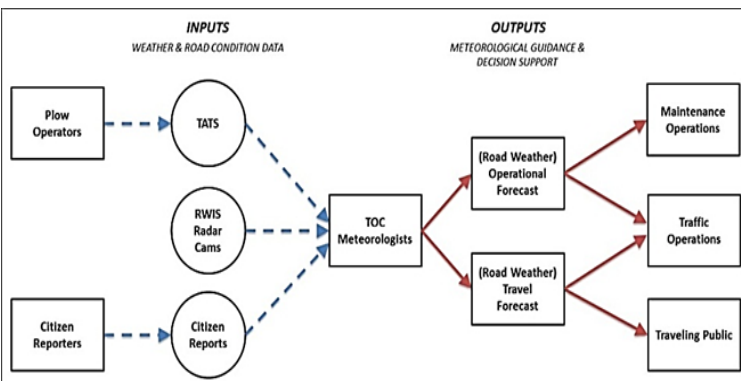 INPUTS
WEATHER & ROAD CONDITION DATA
OUTPUTS
METEOROLOGICAL GUIDANCE &
DECISION SUPPORT
Plow
Operators
TATS
RWIS
Radar
Cams
Citizen
Reporters
Citizen
Reports
TOC
Meteorologists
(Road Weather)
Operational
Forecast
(Road Weather)
Travel
Forecast
Maintenance
Operations
Traffic
Operations
Traveling Public